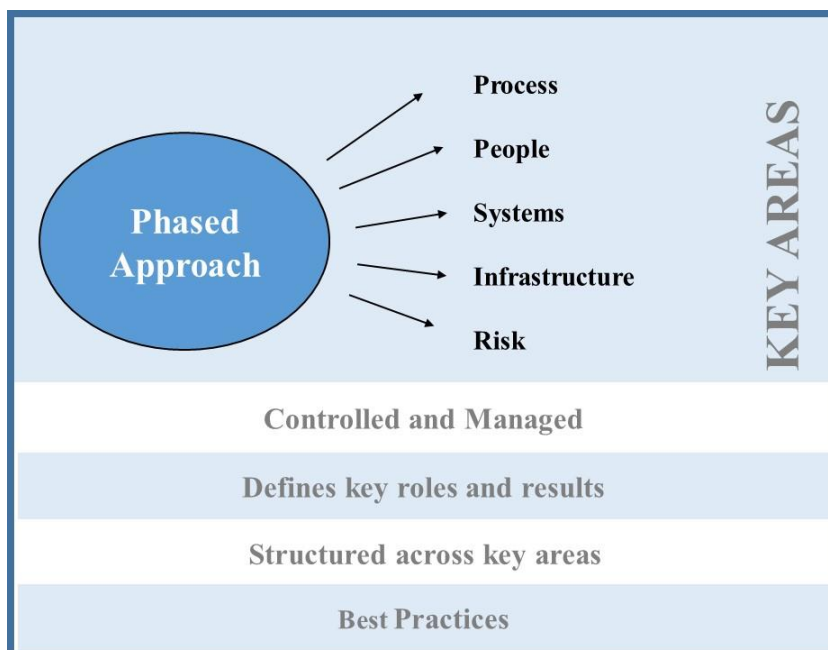 Phased
Approach
Process
People
Systems
Infrastructure
Risk
KEY AREAS
Controlled and Managed
Defines key roles and results
Structured across key areas
Best Practices